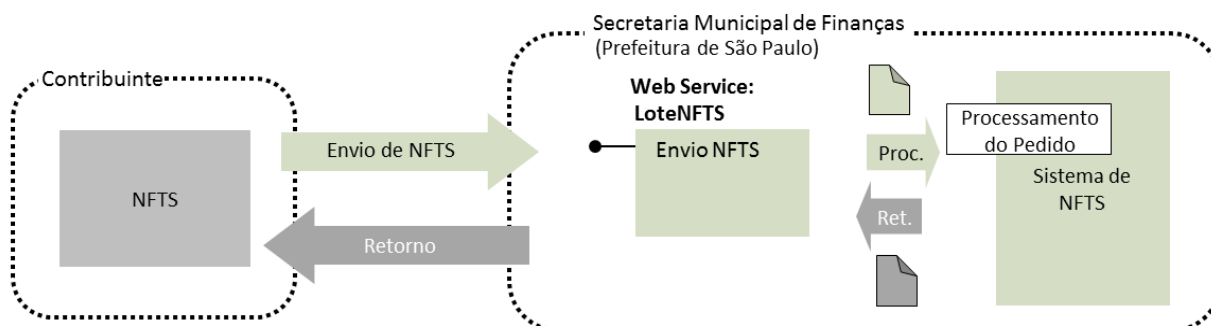 Secretaria Municipal de Finanças
(Prefeitura de São Paulo)
Contribuinte
NFTS
Envio de NFTS
Retorno
Web Service:
LoteNFTS
Envio NFTS
Proc.
Ret.
Processamento
do Pedido
Sistema de
NFTS